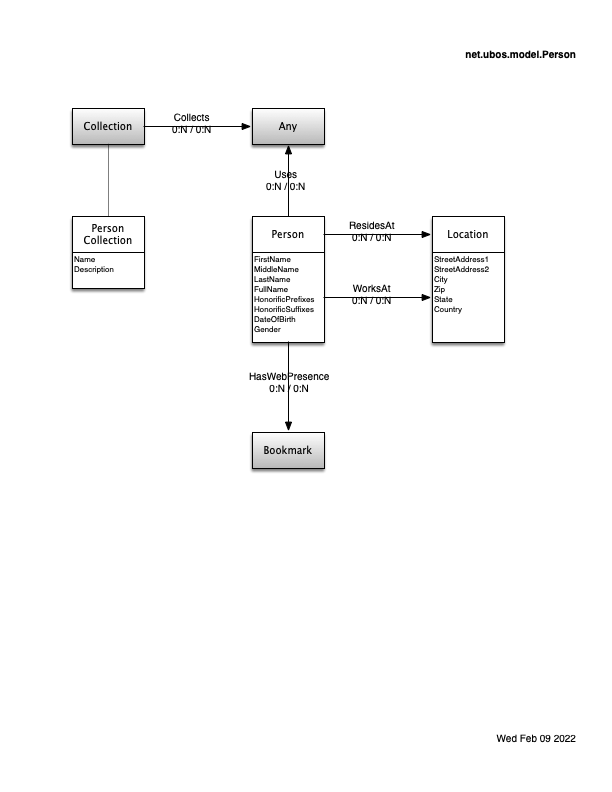 net.ubos.model.Person
Collection
Collects
0:N / 0:N
Any
Uses
0:N / 0:N
Person
Collection
Name
Description
Person
FirstName
MiddleName
LastName
FullName
HonorificPrefixes
HonorificSuffixes
DateOfBirth
Gender
ResidesAt
0:N / 0:N
WorksAt
0:N / 0:N
Location
StreetAddress1
StreetAddress2
City
Zip
State
Country
HasWebPresence
0:N / 0:N
Bookmark
Wed Feb 09 2022